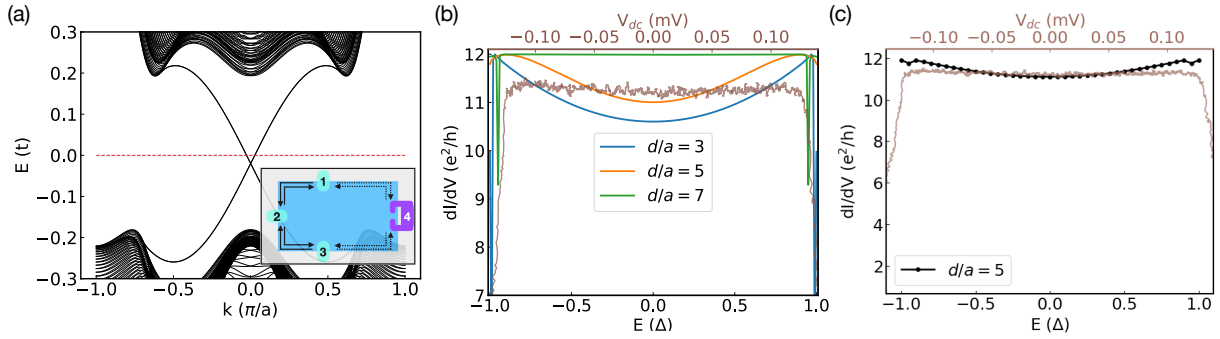 (a)
E (t)
0.3
0.2
0.1
0.0
−0.1
−0.2
−0.3
−1.0 −0.5 0.0 0.5 1.0
k (π/a)
1
2
3
4
(b)
V_dc (mV)
−0.10 −0.05 0.00 0.05 0.10
dI/dV (e²/h)
12
11
10
9
8
7
d/a = 3
d/a = 5
d/a = 7
−1.0 −0.5 0.0 0.5 1.0
E (Δ)
(c)
V_dc (mV)
−0.10 −0.05 0.00 0.05 0.10
dI/dV (e²/h)
12
10
8
6
4
2
d/a = 5
−1.0 −0.5 0.0 0.5 1.0
E (Δ)